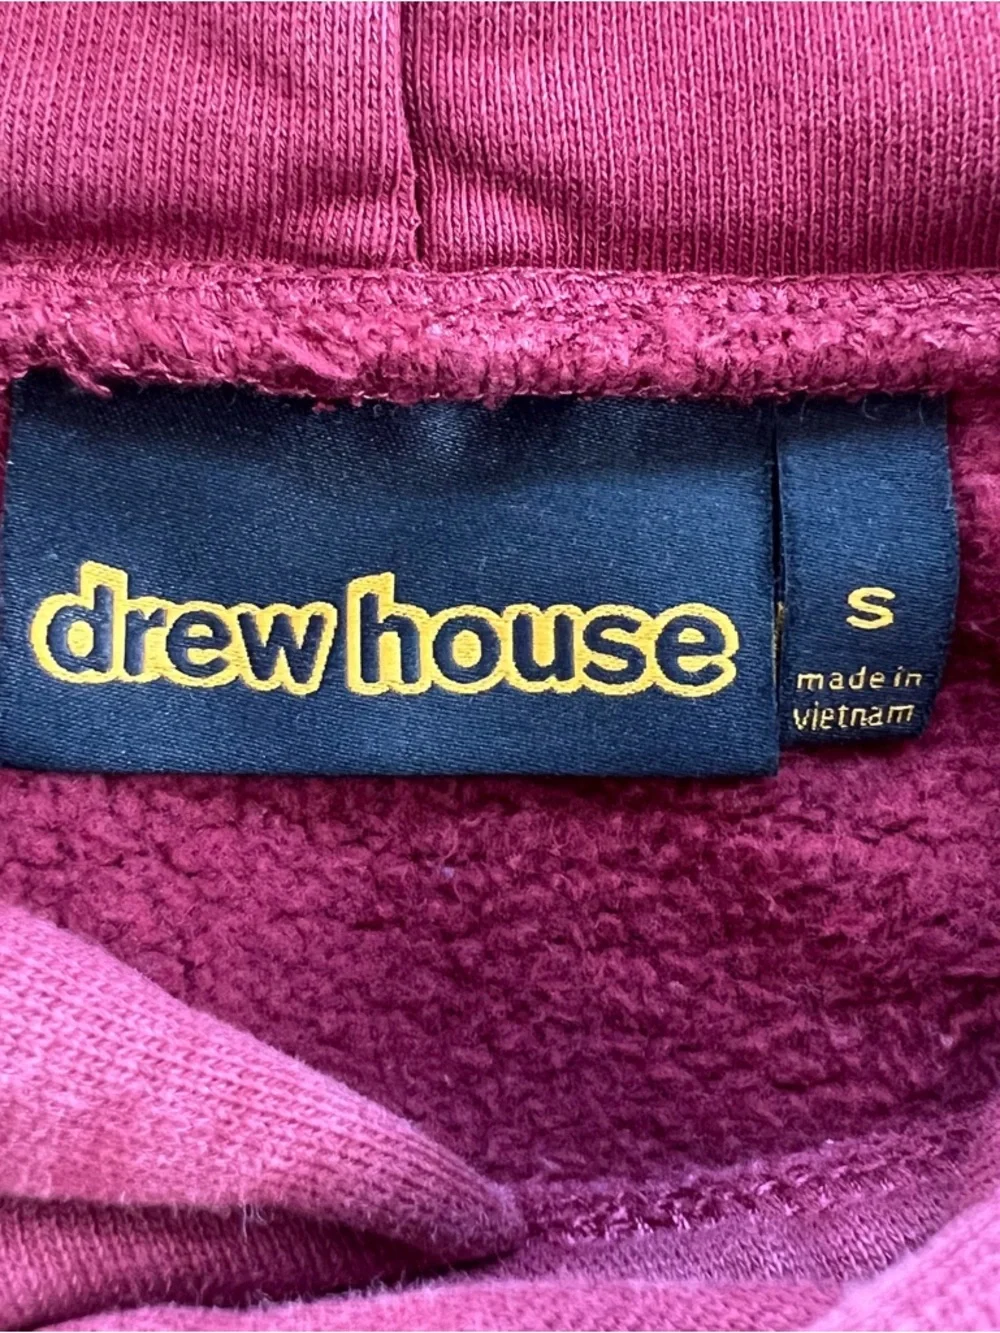 drew house
S
made in
vietnam